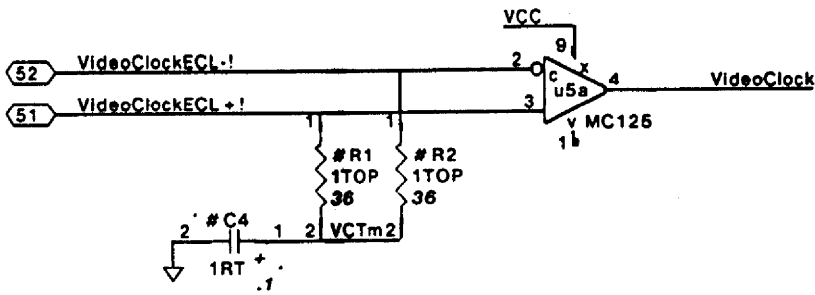 VCC
9
52
VideoClockECL-!
2
c
x
u5a
4
VideoClock
51
VideoClockECL+!
3
v
MC125
1
1
1
#R1
1TOP
36
#R2
1TOP
36
2
#C4
1
2
VCTm
2
1RT
+
.1